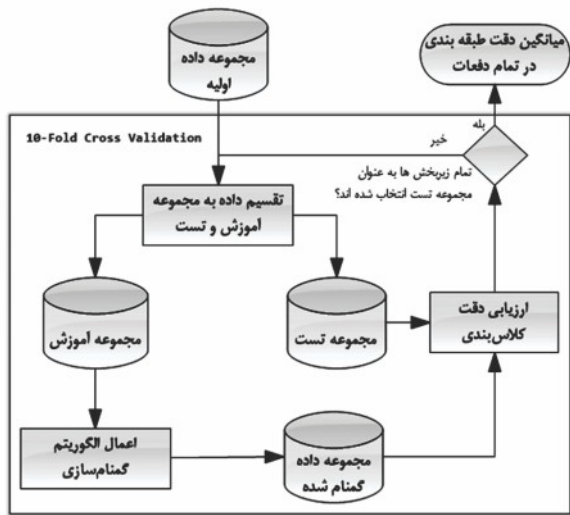 مجموعه داده
اولیه
میانگین دقت طبقه بندی
در تمام دفعات
10-Fold Cross Validation
بله
خیر
تمام زیربخش ها به عنوان
مجموعه تست انتخاب شده اند؟
تقسیم داده به مجموعه
آموزش و تست
مجموعه آموزش
مجموعه تست
ارزیابی دقت
کلاس‌بندی
اعمال الگوریتم
گمنام‌سازی
مجموعه داده
گمنام شده